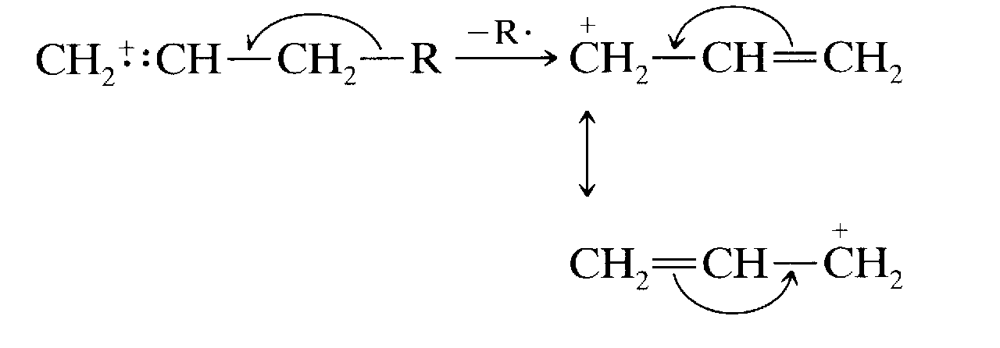 CH₂⁺·:CH—CH₂—R —R· ⟶ ⁺CH₂—CH=CH₂
↕
CH₂=CH—⁺CH₂